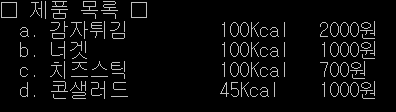 □ 제품 목록 □
a. 감자튀김 100Kcal 2000원
b. 너겟 100Kcal 1000원
c. 치즈스틱 100Kcal 700원
d. 콘샐러드 45Kcal 1000원